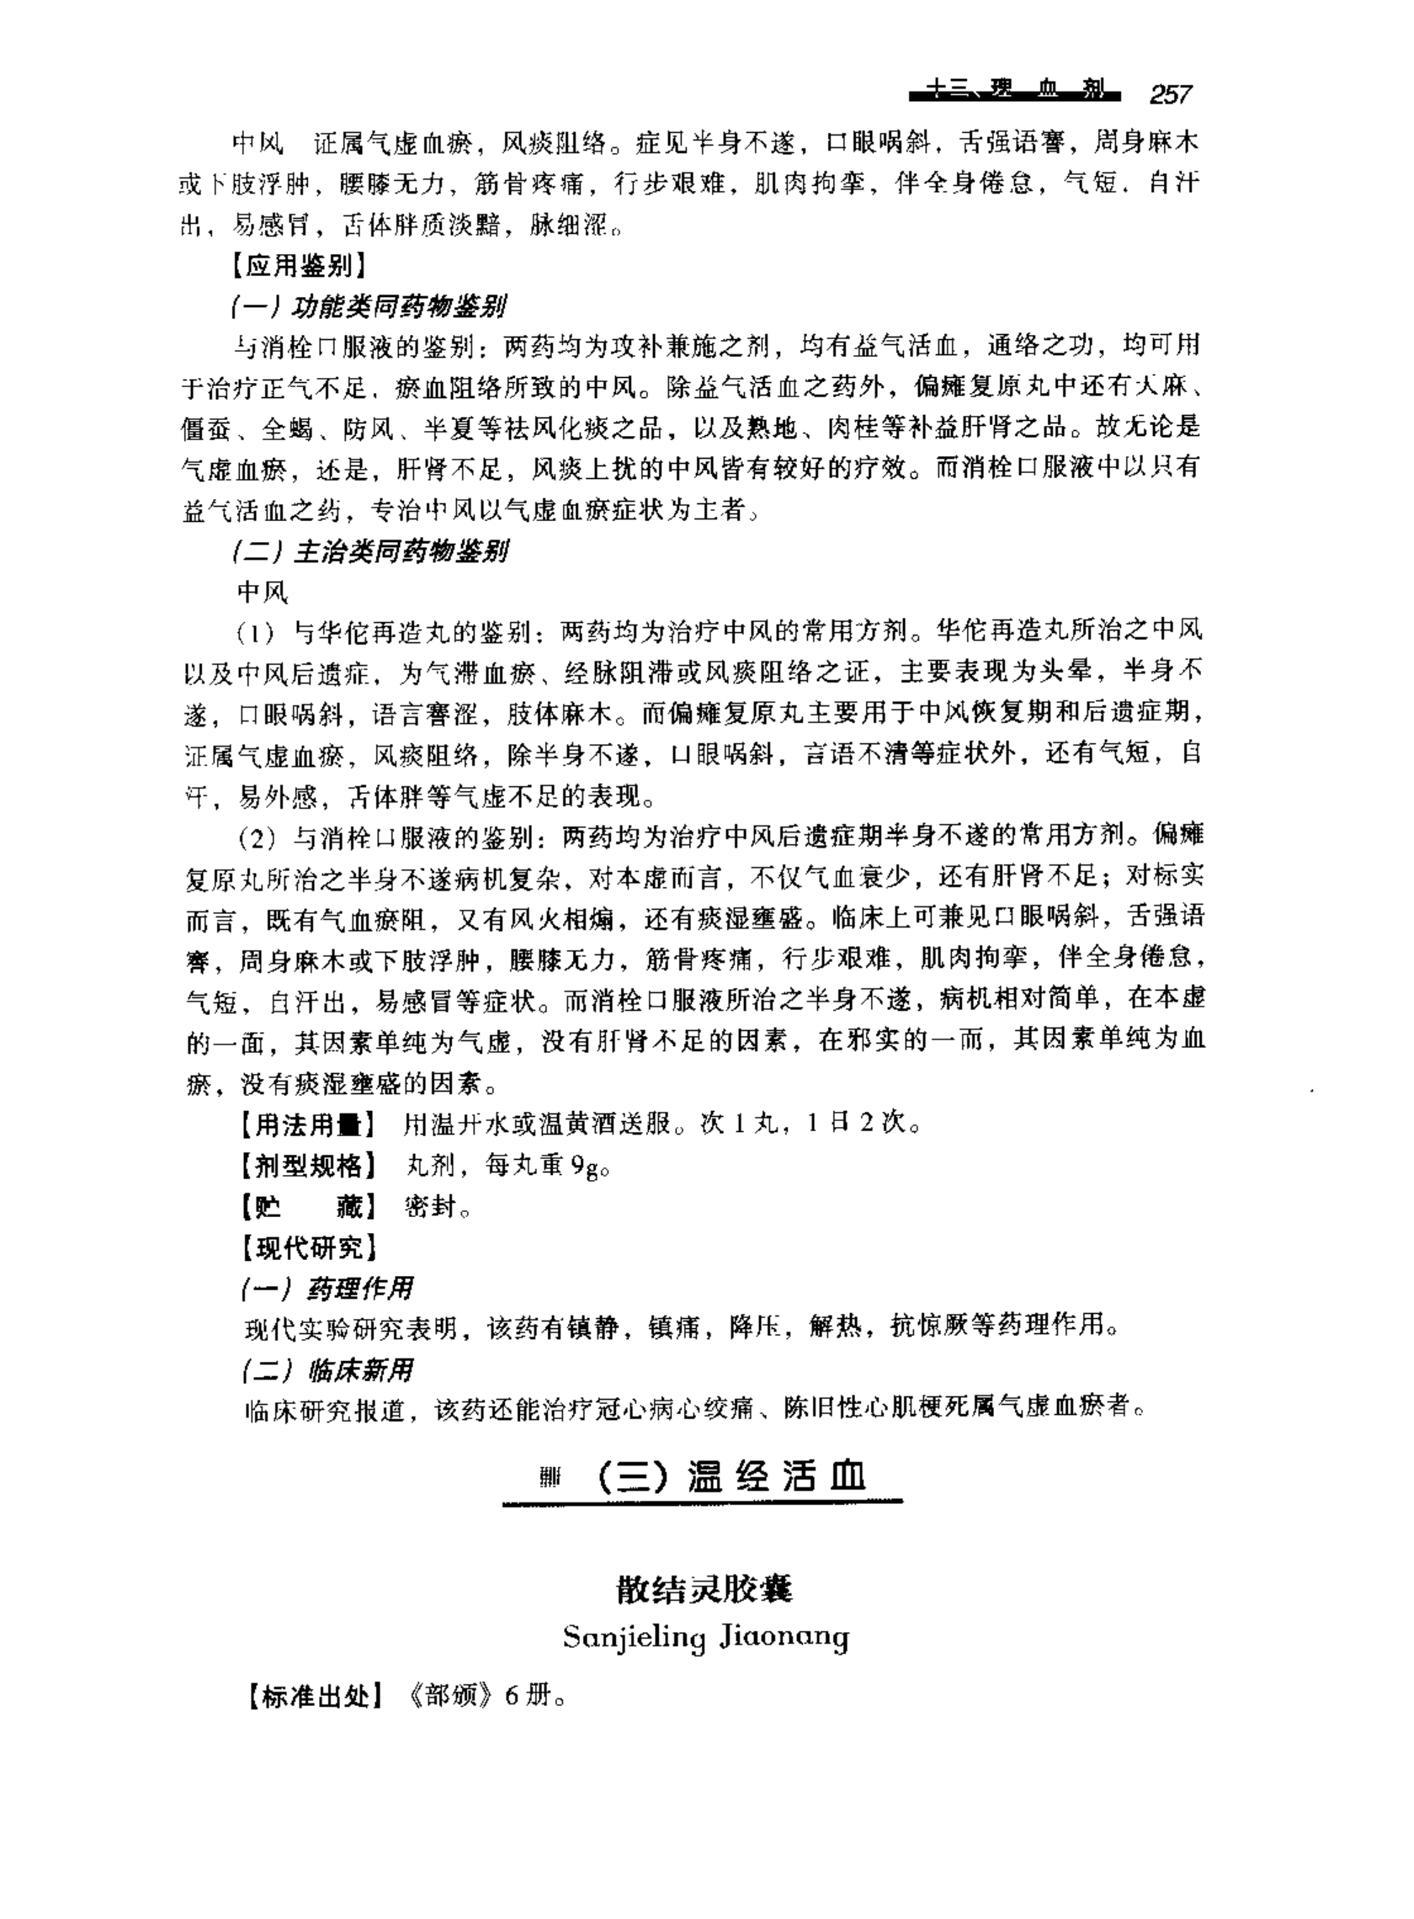 十三、理 血 剂 257
中风 证属气虚血瘀，风痰阻络。症见半身不遂，口眼㖞斜，舌强语謇，周身麻木
或下肢浮肿，腰膝无力，筋骨疼痛，行步艰难，肌肉拘挛，伴全身倦怠，气短，自汗
出，易感冒，舌体胖质淡黯，脉细涩。
【应用鉴别】
（一）功能类同药物鉴别
与消栓口服液的鉴别：两药均为攻补兼施之剂，均有益气活血，通络之功，均可用
于治疗正气不足，瘀血阻络所致的中风。除益气活血之药外，偏瘫复原丸中还有天麻、
僵蚕、全蝎、防风、半夏等祛风化痰之品，以及熟地、肉桂等补益肝肾之品。故无论是
气虚血瘀，还是，肝肾不足，风痰上扰的中风皆有较好的疗效。而消栓口服液中以只有
益气活血之药，专治中风以气虚血瘀症状为主者。
（二）主治类同药物鉴别
中风
（1）与华佗再造丸的鉴别：两药均为治疗中风的常用方剂。华佗再造丸所治之中风
以及中风后遗症，为气滞血瘀、经脉阻滞或风痰阻络之证，主要表现为头晕，半身不
遂，口眼㖞斜，语言謇涩，肢体麻木。而偏瘫复原丸主要用于中风恢复期和后遗症期，
证属气虚血瘀，风痰阻络，除半身不遂，口眼㖞斜，言语不清等症状外，还有气短，自
汗，易外感，舌体胖等气虚不足的表现。
（2）与消栓口服液的鉴别：两药均为治疗中风后遗症期半身不遂的常用方剂。偏瘫
复原丸所治之半身不遂病机复杂，对本虚而言，不仅气血衰少，还有肝肾不足；对标实
而言，既有气血瘀阻，又有风火相煽，还有痰湿壅盛。临床上可兼见口眼㖞斜，舌强语
謇，周身麻木或下肢浮肿，腰膝无力，筋骨疼痛，行步艰难，肌肉拘挛，伴全身倦怠，
气短，自汗出，易感冒等症状。而消栓口服液所治之半身不遂，病机相对简单，在本虚
的一面，其因素单纯为气虚，没有肝肾不足的因素，在邪实的一面，其因素单纯为血
瘀，没有痰湿壅盛的因素。
【用法用量】 用温开水或温黄酒送服。次 1 丸，1 日 2 次。
【剂型规格】 丸剂，每丸重 9g。
【贮 藏】 密封。
【现代研究】
（一）药理作用
现代实验研究表明，该药有镇静，镇痛，降压，解热，抗惊厥等药理作用。
（二）临床新用
临床研究报道，该药还能治疗冠心病心绞痛、陈旧性心肌梗死属气虚血瘀者。
（三）温经活血
散结灵胶囊
Sanjieling Jiaonang
【标准出处】《部颁》6 册。